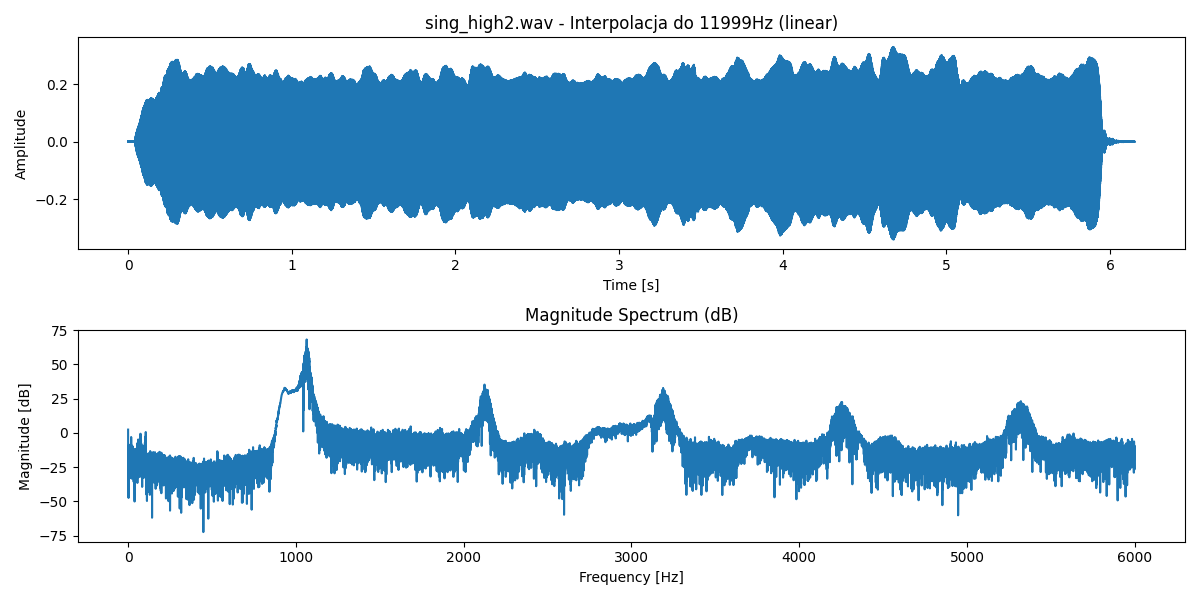 sing_high2.wav - Interpolacja do 11999Hz (linear)
Amplitude
0.2
0.0
−0.2
0 1 2 3 4 5 6
Time [s]
Magnitude Spectrum (dB)
Magnitude [dB]
75
50
25
0
−25
−50
−75
0 1000 2000 3000 4000 5000 6000
Frequency [Hz]